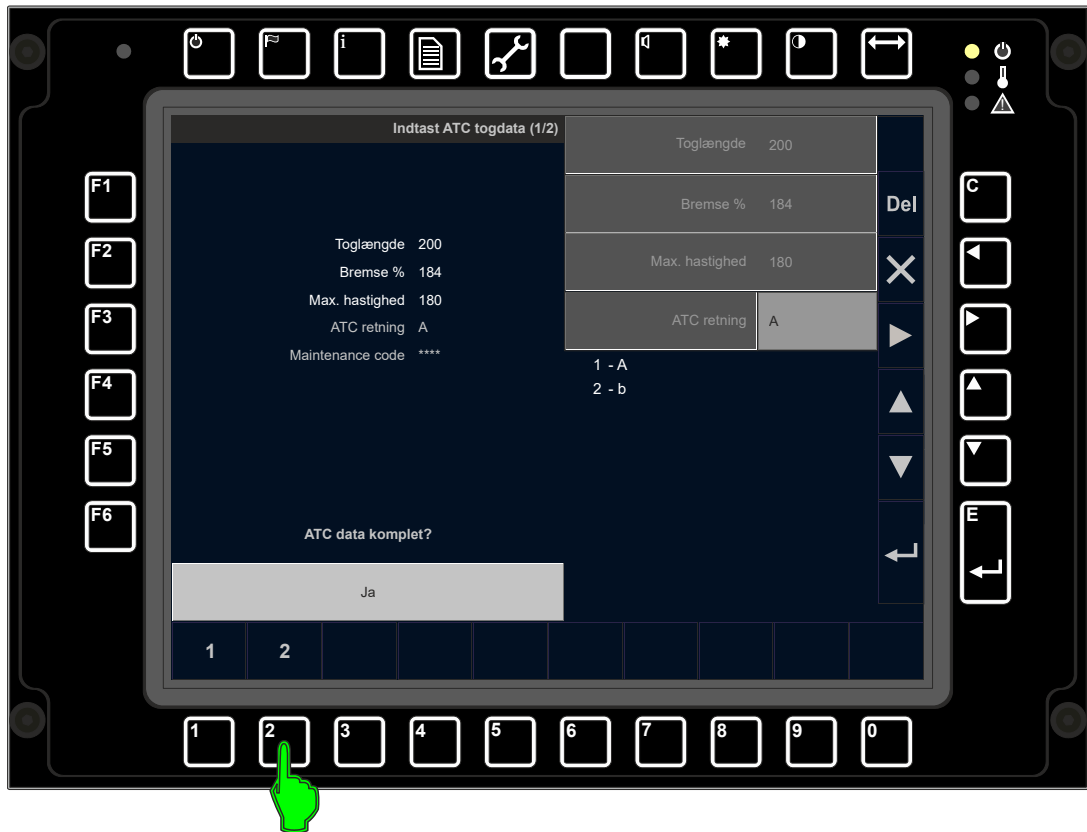 i
Indtast ATC togdata (1/2)
Toglængde 200
Bremse % 184
Max. hastighed 180
ATC retning A
1 - A
2 - b
Toglængde 200
Bremse % 184
Max. hastighed 180
ATC retning A
Maintenance code ****
ATC data komplet?
Ja
Del
1 2
F1
F2
F3
F4
F5
F6
C
E
1 2 3 4 5 6 7 8 9 0